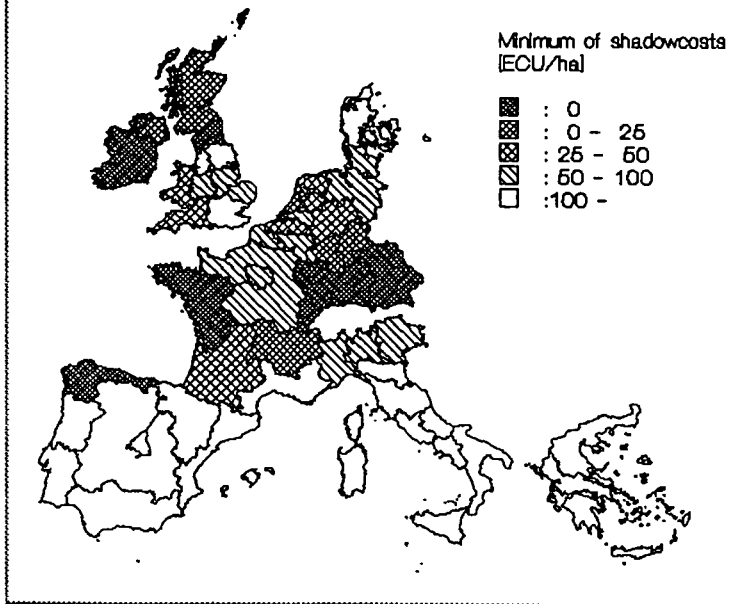 Minimum of shadowcosts
[ECU/ha]
: 0
: 0 - 25
: 25 - 50
: 50 - 100
: 100 -